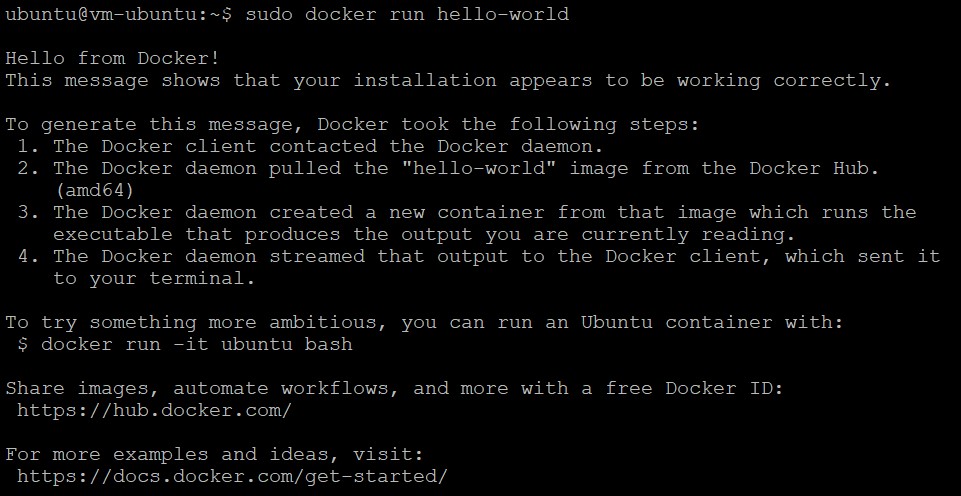 ubuntu@vm-ubuntu:~$ sudo docker run hello-world

Hello from Docker!
This message shows that your installation appears to be working correctly.

To generate this message, Docker took the following steps:
 1. The Docker client contacted the Docker daemon.
 2. The Docker daemon pulled the "hello-world" image from the Docker Hub.
    (amd64)
 3. The Docker daemon created a new container from that image which runs the
    executable that produces the output you are currently reading.
 4. The Docker daemon streamed that output to the Docker client, which sent it
    to your terminal.

To try something more ambitious, you can run an Ubuntu container with:
 $ docker run -it ubuntu bash

Share images, automate workflows, and more with a free Docker ID:
 https://hub.docker.com/

For more examples and ideas, visit:
 https://docs.docker.com/get-started/